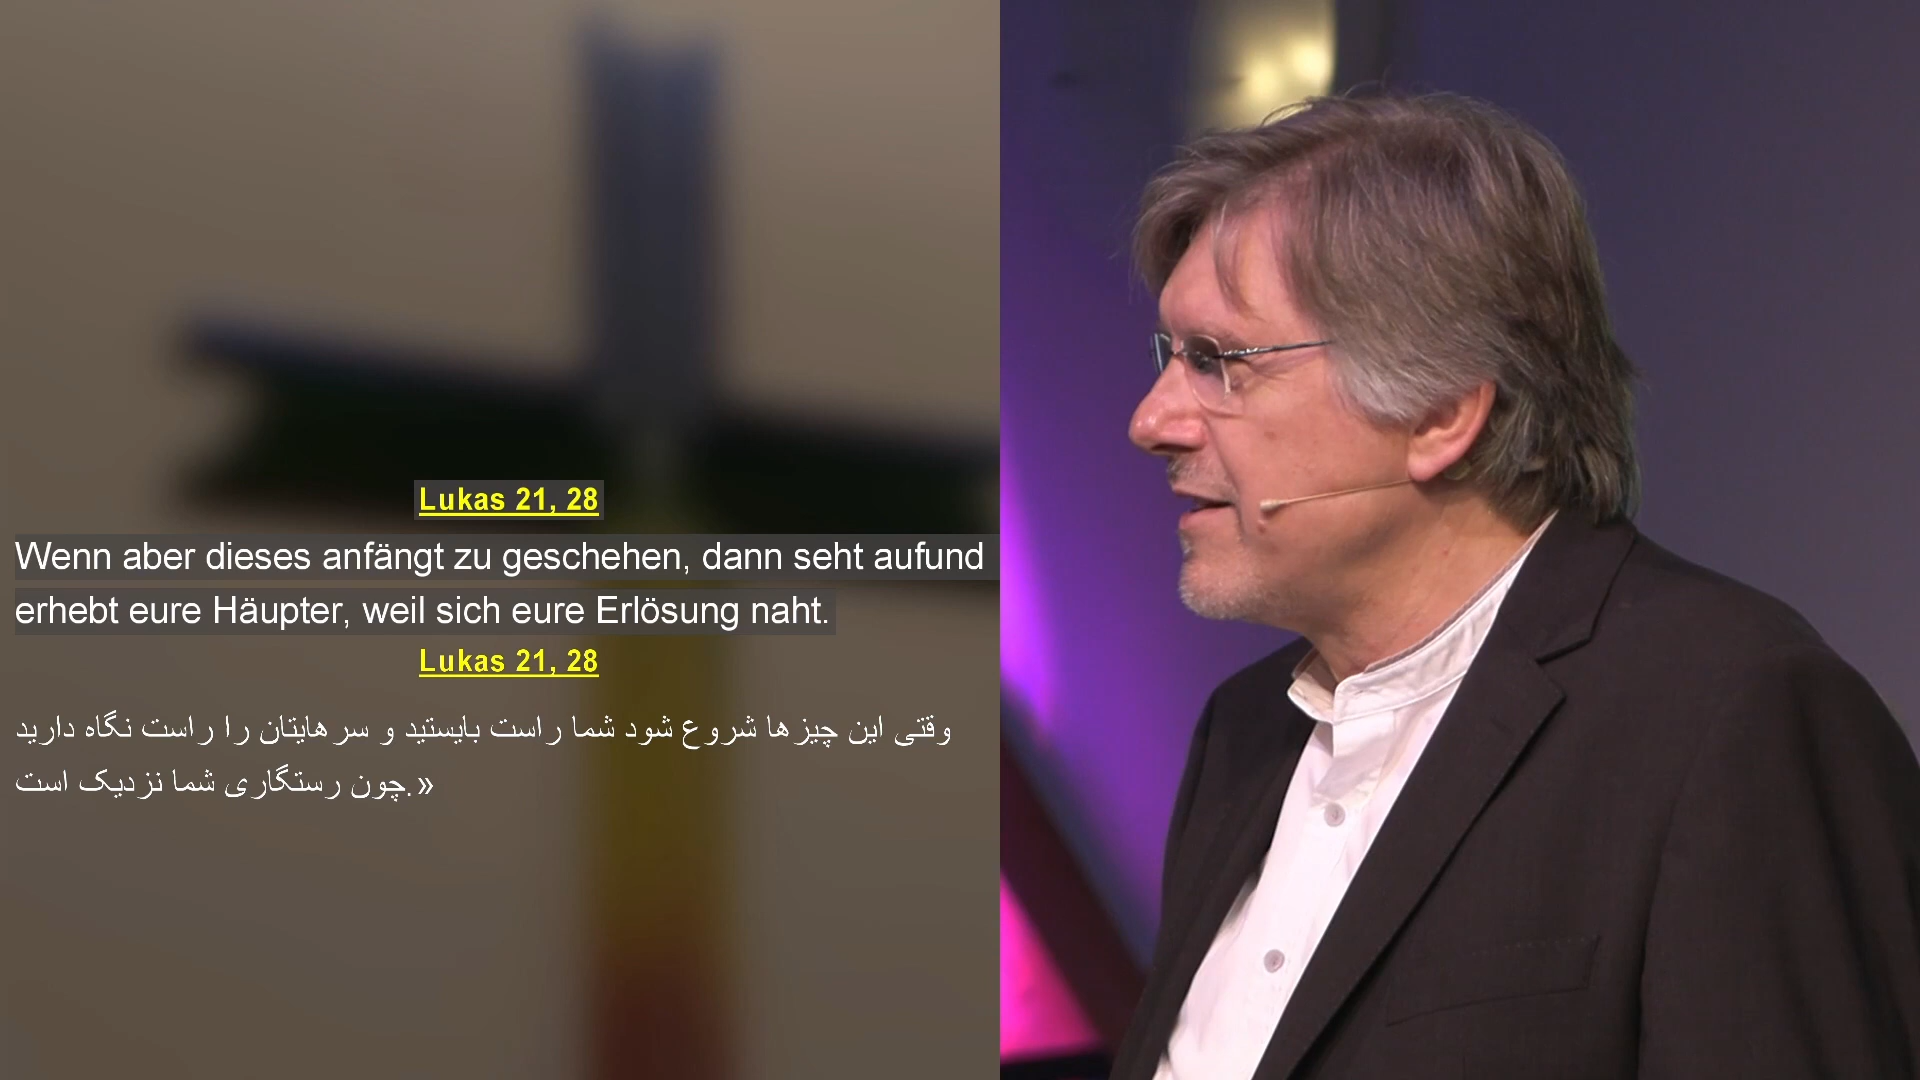 Lukas 21, 28
Wenn aber dieses anfängt zu geschehen, dann seht aufund
erhebt eure Häupter, weil sich eure Erlösung naht.
Lukas 21, 28
وقتی این چیزها شروع شود شما راست بایستید و سرهایتان را راست نگاه دارید
چون رستگاری شما نزدیک است.»